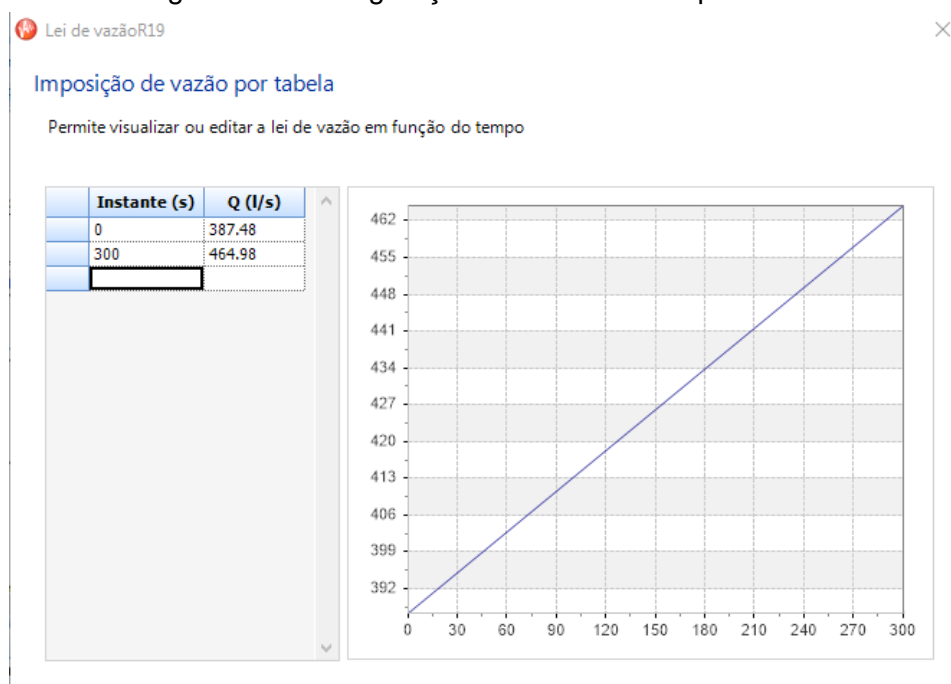 Lei de vazãoR19
Imposição de vazão por tabela
Permite visualizar ou editar a lei de vazão em função do tempo
Instante (s) Q (l/s)
0 387.48
300 464.98
462
455
448
441
434
427
420
413
406
399
392
0 30 60 90 120 150 180 210 240 270 300